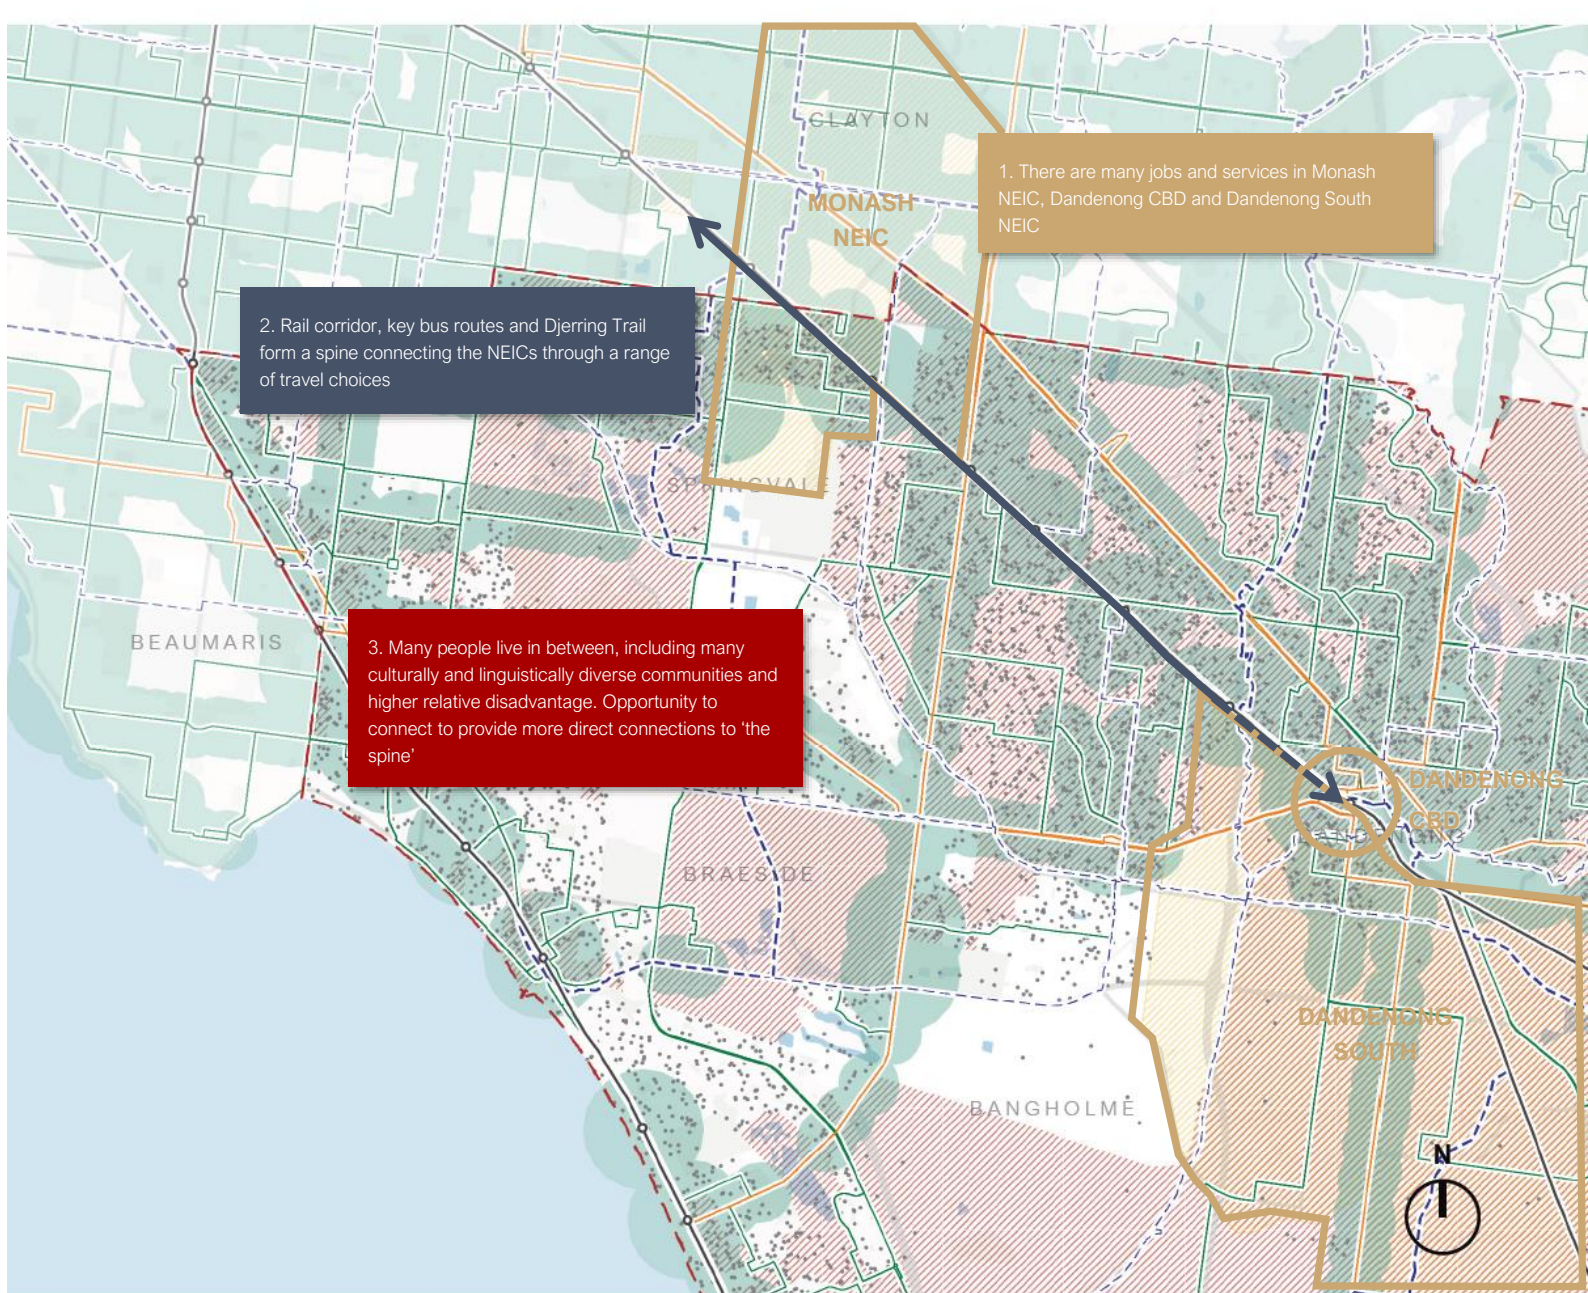 CLAYTON
MONASH
NEIC
1. There are many jobs and services in Monash
NEIC, Dandenong CBD and Dandenong South
NEIC
2. Rail corridor, key bus routes and Djerring Trail
form a spine connecting the NEICs through a range
of travel choices
SPRINGVALE
BEAUMARIS
3. Many people live in between, including many
culturally and linguistically diverse communities and
higher relative disadvantage. Opportunity to
connect to provide more direct connections to ‘the
spine’
DANDENONG
CBD
DANDENONG
BRAESIDE
DANDENONG
SOUTH
BANGHOLME
N